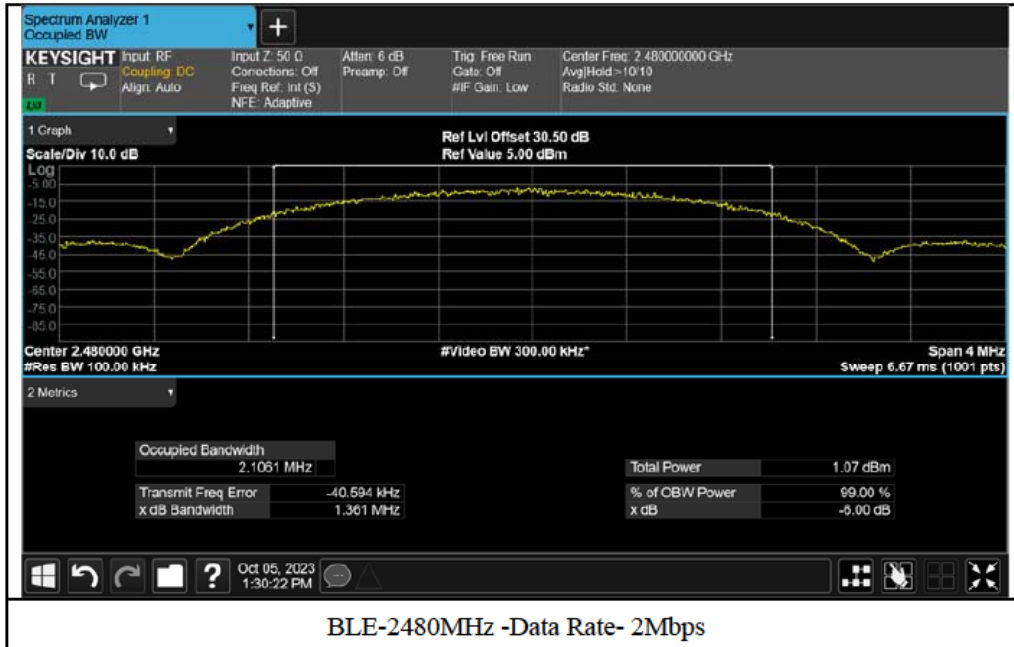 Spectrum Analyzer 1
Occupied BW
KEYSIGHT Input: RF Input Z: 50 Ω Atten: 6 dB Trig: Free Run Center Freq: 2.480000000 GHz
R T Coupling: DC Corrections: Off Preamp: Off Gate: Off Avg|Hold:>10/10
Align: Auto Freq Ref: Int (S) #IF Gain: Low Radio Std: None
NFE: Adaptive
1 Graph
Ref Lvl Offset 30.50 dB
Scale/Div 10.0 dB Ref Value 5.00 dBm
Log
-5.00
-15.0
-25.0
-35.0
-45.0
-55.0
-65.0
-75.0
-85.0
Center 2.480000 GHz #Video BW 300.00 kHz* Span 4 MHz
#Res BW 100.00 kHz Sweep 6.67 ms (1001 pts)
2 Metrics
Occupied Bandwidth
2.1061 MHz Total Power 1.07 dBm
Transmit Freq Error -40.594 kHz % of OBW Power 99.00 %
x dB Bandwidth 1.361 MHz x dB -6.00 dB
? Oct 05, 2023
1:30:22 PM
BLE-2480MHz -Data Rate- 2Mbps